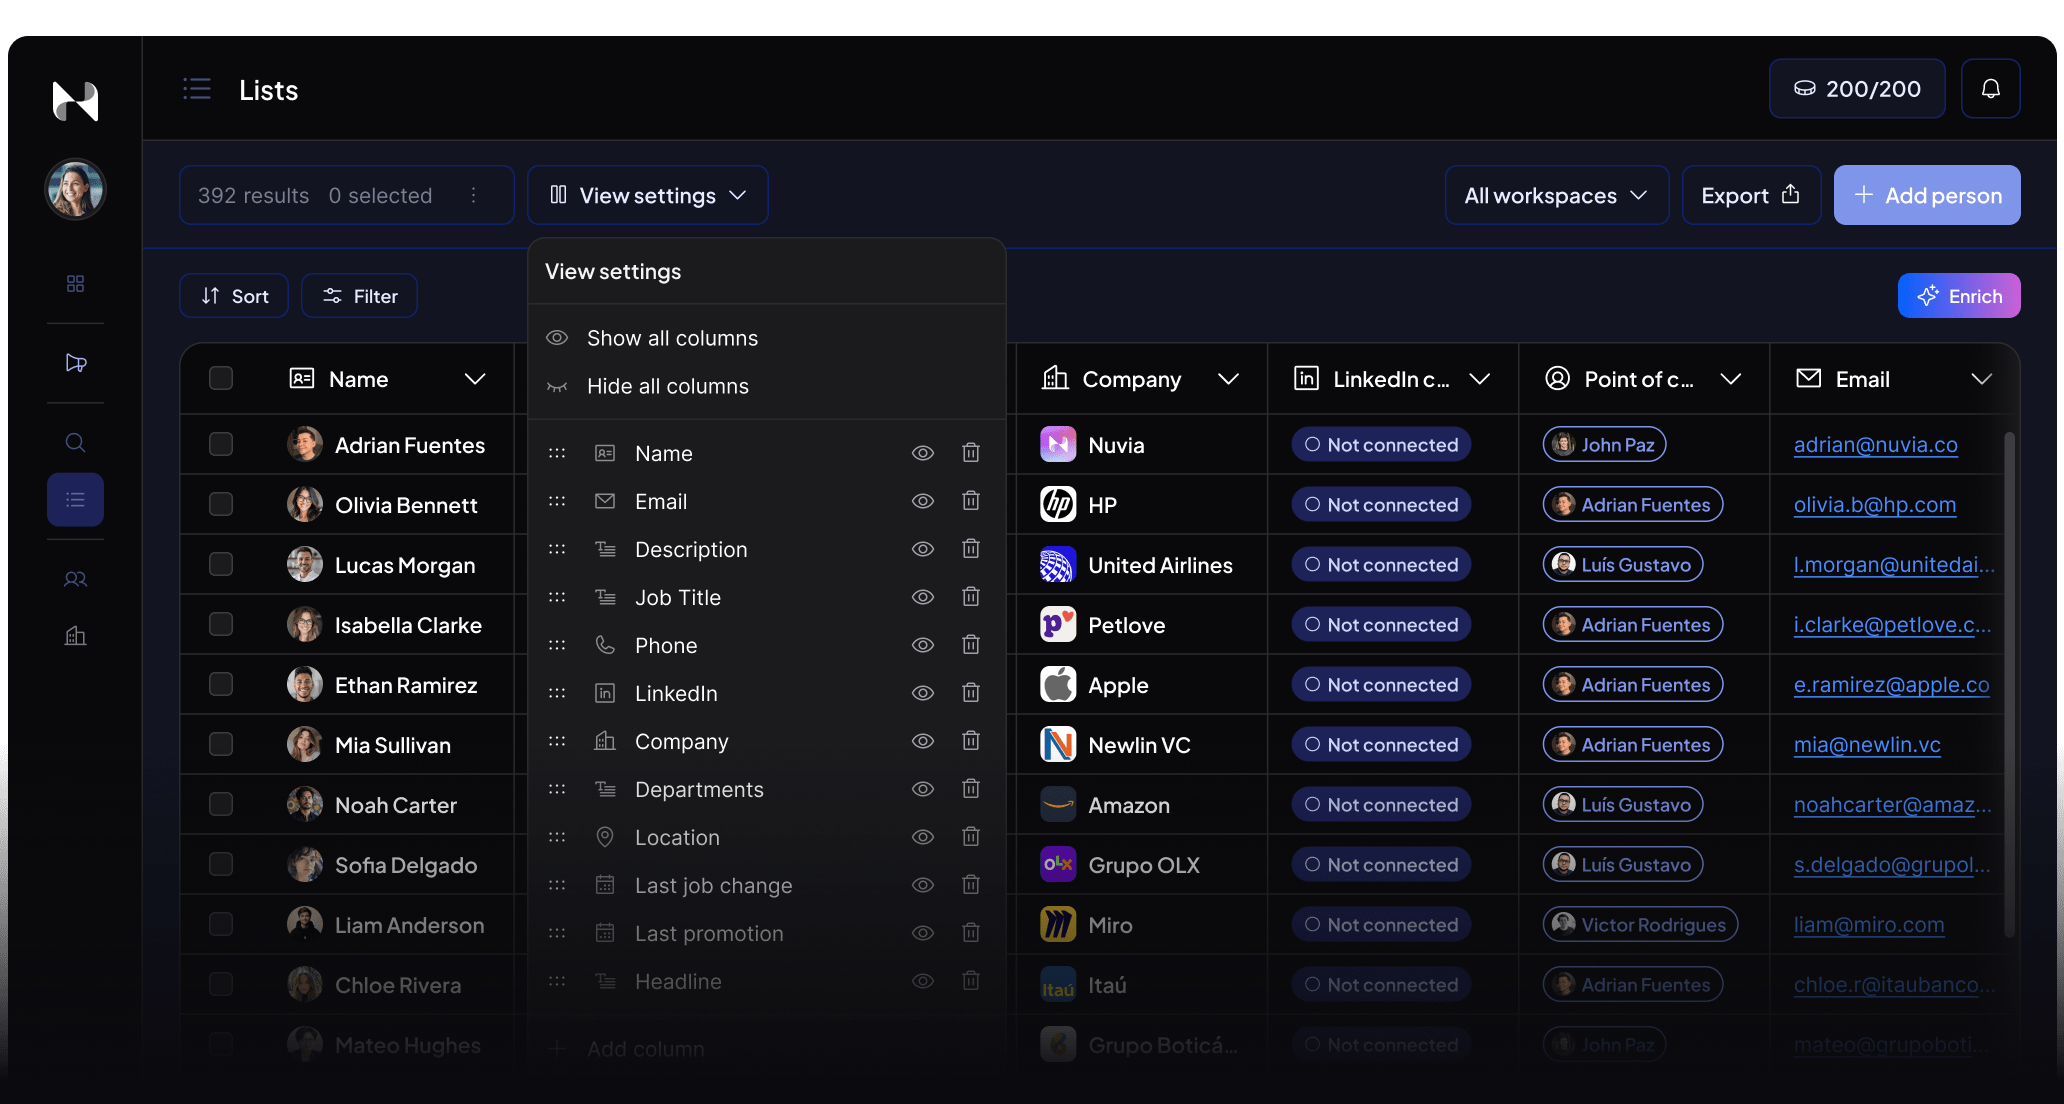 Lists
200/200
392 results 0 selected
View settings
All workspaces
Export
Add person
Sort
Filter
Enrich
View settings
Show all columns
Hide all columns
Name
Email
Description
Job Title
Phone
LinkedIn
Company
Departments
Location
Last job change
Last promotion
Headline
Add column
Name Company LinkedIn c... Point of c... Email
Adrian Fuentes Nuvia Not connected John Paz adrian@nuvia.co
Olivia Bennett hp HP Not connected Adrian Fuentes olivia.b@hp.com
Lucas Morgan United Airlines Not connected Luís Gustavo l.morgan@unitedai...
Isabella Clarke p Petlove Not connected Adrian Fuentes i.clarke@petlove.c...
Ethan Ramirez Apple Not connected Adrian Fuentes e.ramirez@apple.co
Mia Sullivan Newlin VC Not connected Adrian Fuentes mia@newlin.vc
Noah Carter Amazon Not connected Luís Gustavo noahcarter@amaz...
Sofia Delgado olx Grupo OLX Not connected Luís Gustavo s.delgado@grupol...
Liam Anderson Miro Not connected Victor Rodrigues liam@miro.com
Chloe Rivera Itaú Itaú Not connected Adrian Fuentes chloe.r@itaubanco...
Mateo Hughes Grupo Boticá... Not connected John Paz mateo@grupoboti...